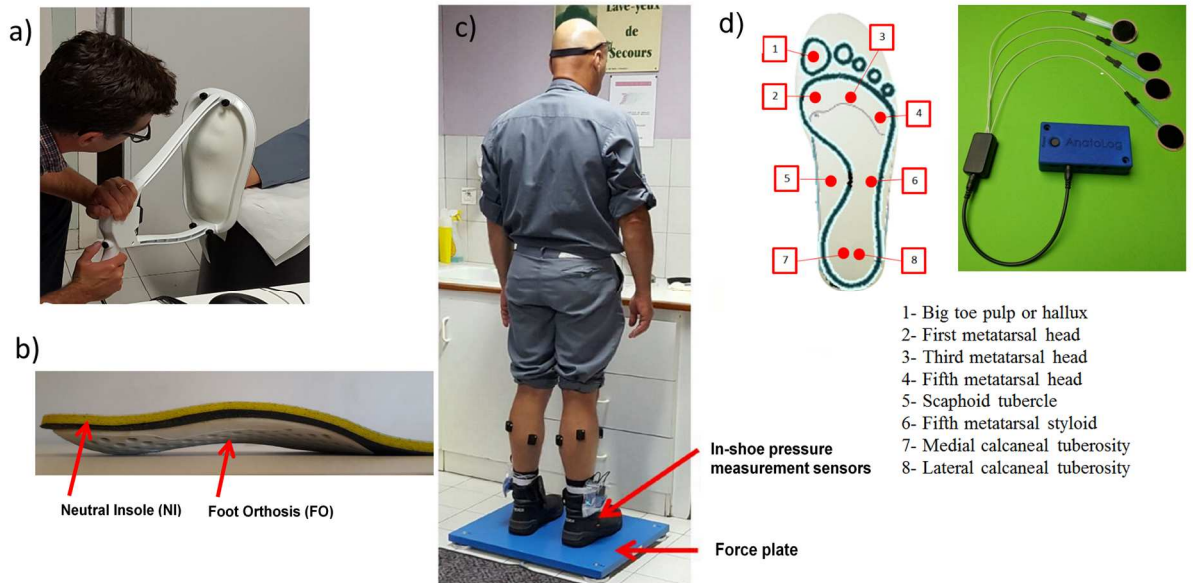 a)
b)
Neutral Insole (NI)
Foot Orthosis (FO)
c)
Lave-yeux
de
Secours
In-shoe pressure
measurement sensors
Force plate
d)
1
2
3
4
5
6
7
8
AnatoLog
1- Big toe pulp or hallux
2- First metatarsal head
3- Third metatarsal head
4- Fifth metatarsal head
5- Scaphoid tubercle
6- Fifth metatarsal styloid
7- Medial calcaneal tuberosity
8- Lateral calcaneal tuberosity